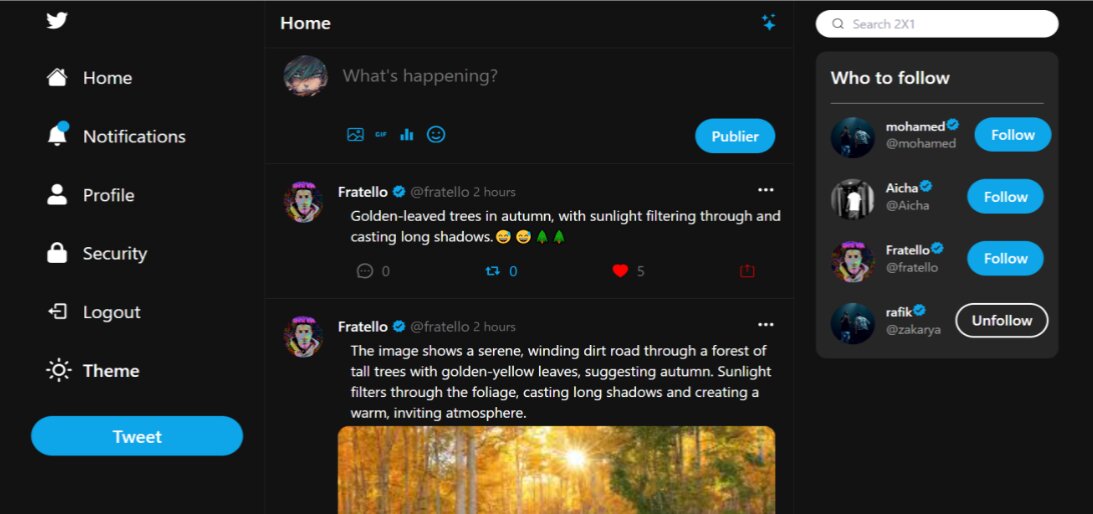 Home
Notifications
Profile
Security
Logout
Theme
Tweet
Home
What's happening?
GIF
Publier
Fratello @fratello 2 hours
Golden-leaved trees in autumn, with sunlight filtering through and
casting long shadows.😅 😅 🌲 🌲
0 0 5
Fratello @fratello 2 hours
The image shows a serene, winding dirt road through a forest of
tall trees with golden-yellow leaves, suggesting autumn. Sunlight
filters through the foliage, casting long shadows and creating a
warm, inviting atmosphere.
Search 2X1
Who to follow
mohamed
@mohamed
Follow
Aicha
@Aicha
Follow
Fratello
@fratello
Follow
rafik
@zakarya
Unfollow